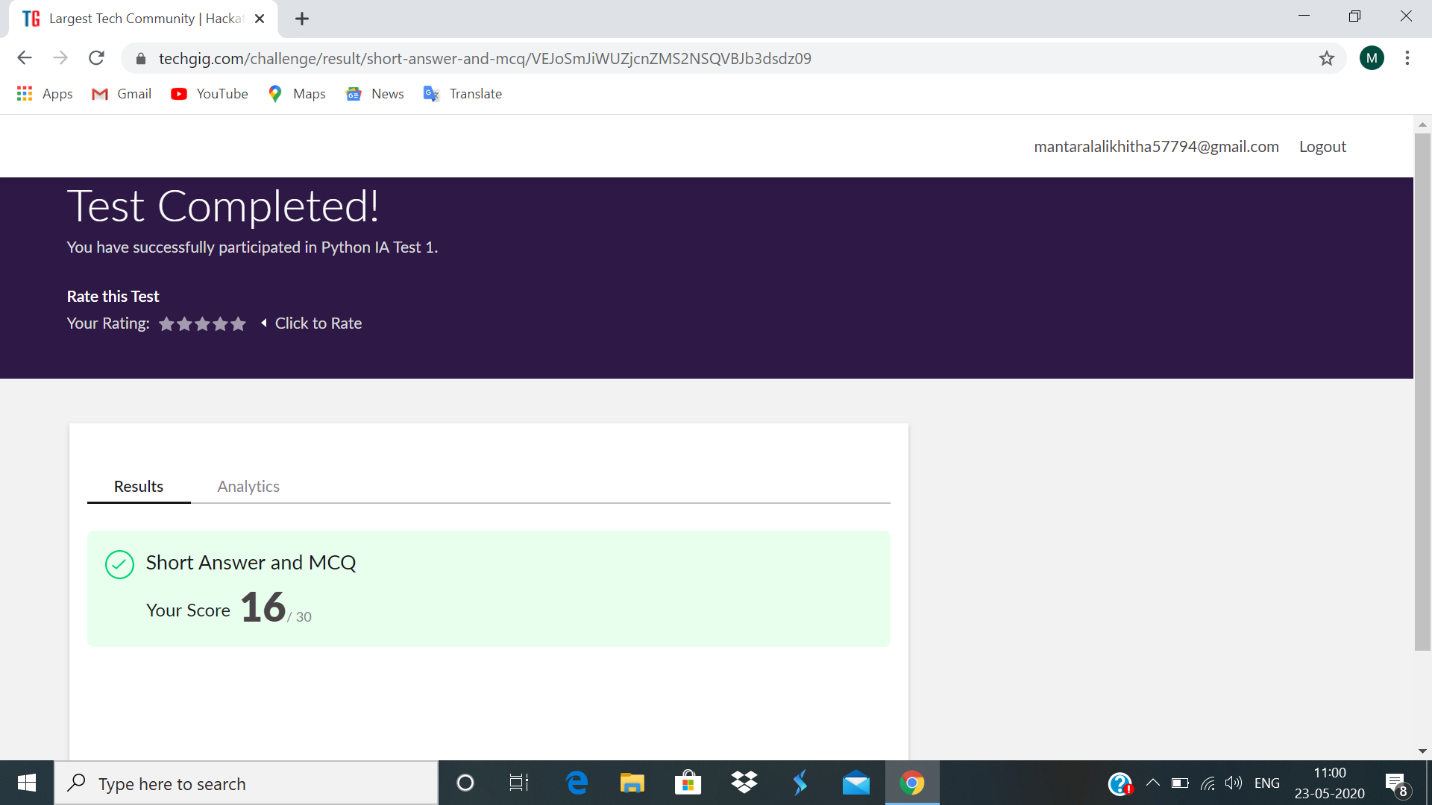 TG Largest Tech Community | Hacka
techgig.com/challenge/result/short-answer-and-mcq/VEJoSmJiWUZjcnZMS2NSQVBJb3dsdz09
M
Apps Gmail YouTube Maps News Translate
mantaralalikhitha57794@gmail.com Logout
Test Completed!
You have successfully participated in Python IA Test 1.
Rate this Test
Your Rating: Click to Rate
Results Analytics
Short Answer and MCQ
Your Score 16 / 30
Type here to search
ENG
11:00
23-05-2020
8